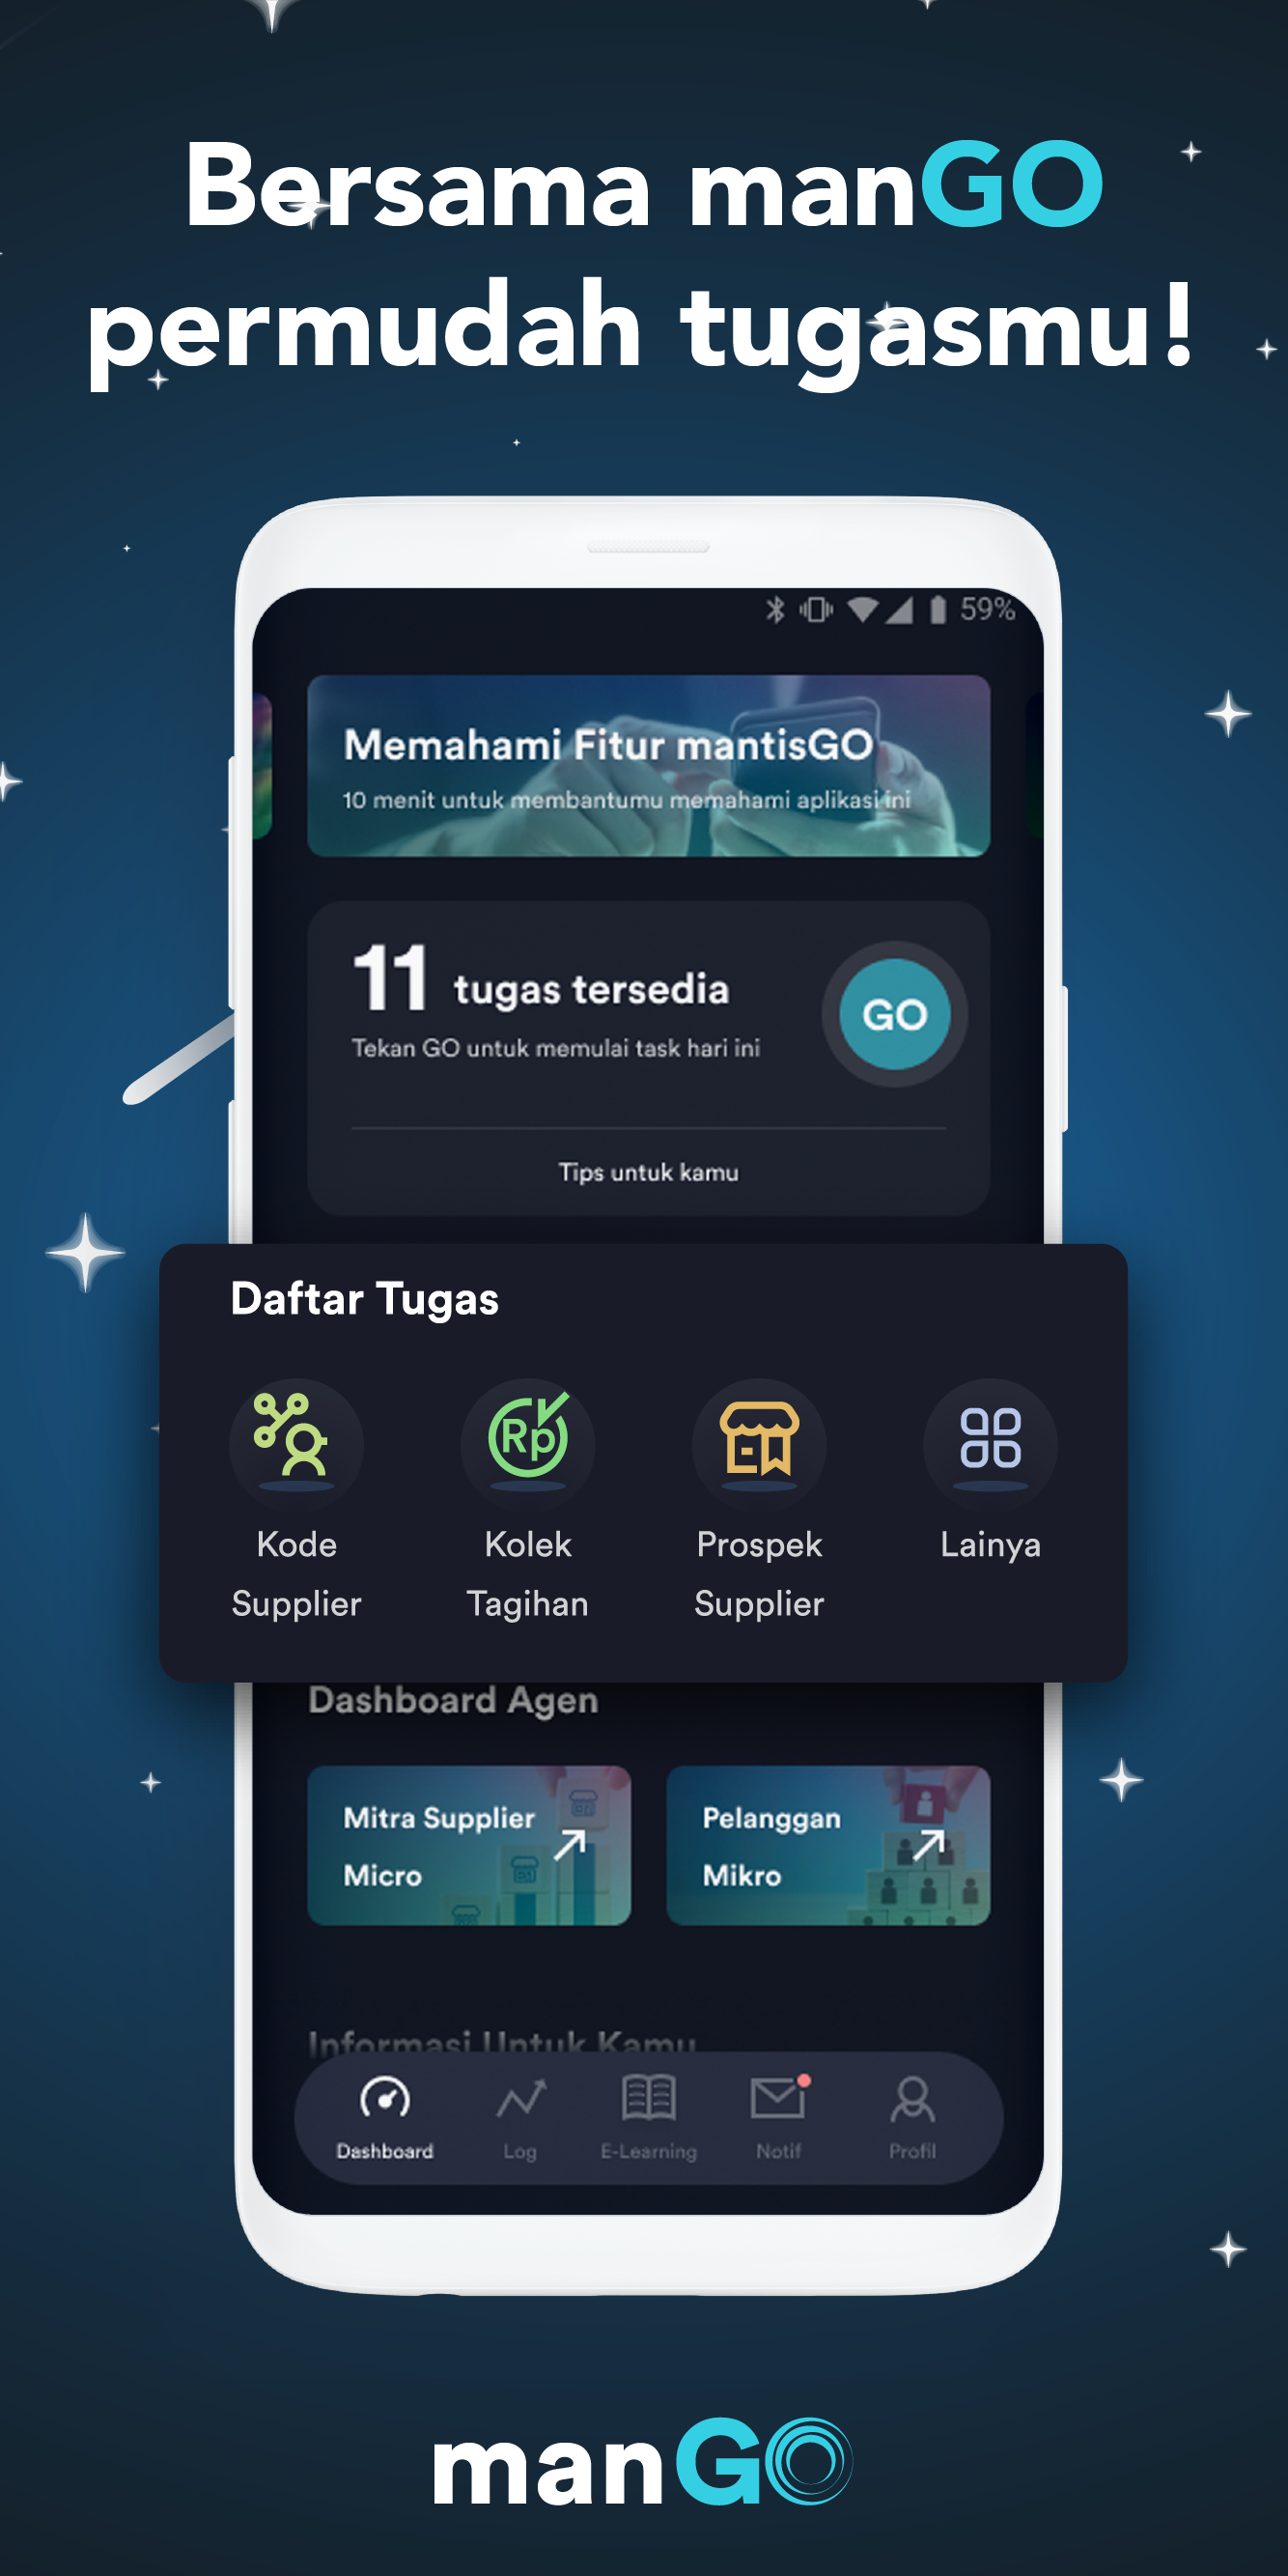 Bersama manGO
permudah tugasmu!
59%
Memahami Fitur mantisGO
10 menit untuk membantumu memahami aplikasi ini
11 tugas tersedia
GO
Tekan GO untuk memulai task hari ini
Tips untuk kamu
Daftar Tugas
Rp
Kode
Supplier
Kolek
Tagihan
Prospek
Supplier
Lainya
Dashboard Agen
Mitra Supplier
Micro
Pelanggan
Mikro
Informasi Untuk Kamu
Dashboard
Log
E-Learning
Notif
Profil
manGO